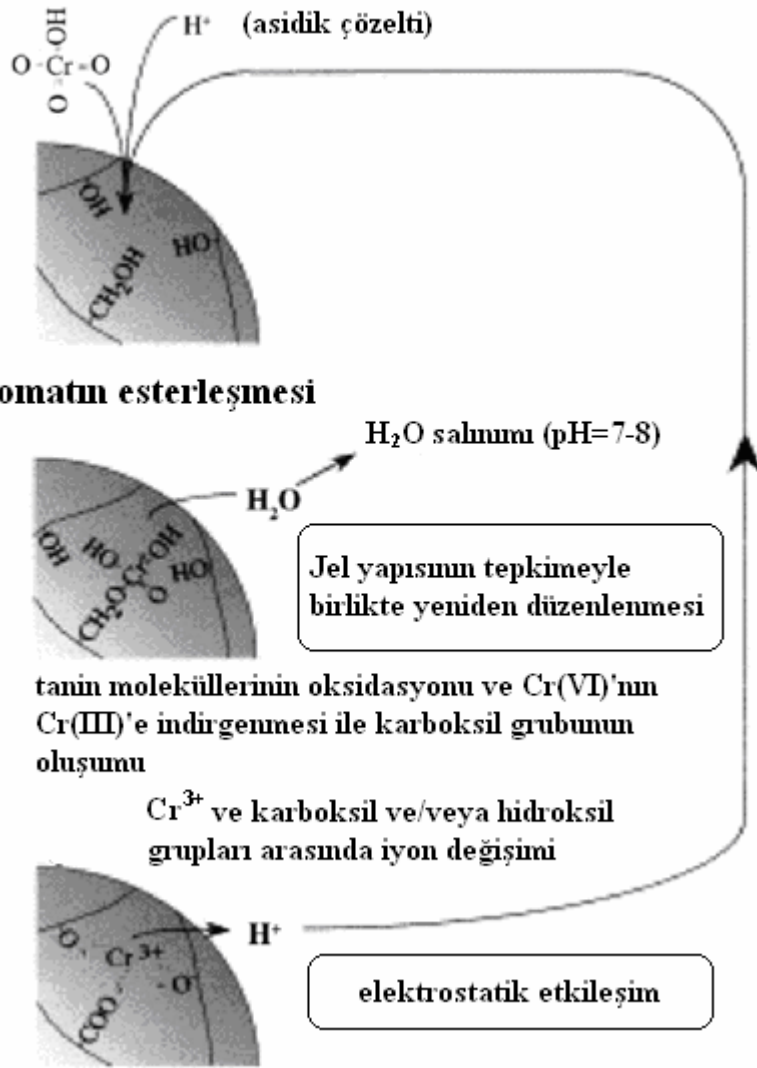 HO
O-Cr-O
O
H⁺ (asidik çözelti)
OH
HO
CH₂OH
omatın esterleşmesi
H₂O salınımı (pH=7-8)
H₂O
OH
HO
OH
Cr
HO
CH₂O
O
Jel yapısının tepkimeyle
birlikte yeniden düzenlenmesi
tanin moleküllerinin oksidasyonu ve Cr(VI)'nın
Cr(III)'e indirgenmesi ile karboksil grubunun
oluşumu
Cr³⁺ ve karboksil ve/veya hidroksil
grupları arasında iyon değişimi
O
Cr³⁺
O
COO
H⁺
elektrostatik etkileşim